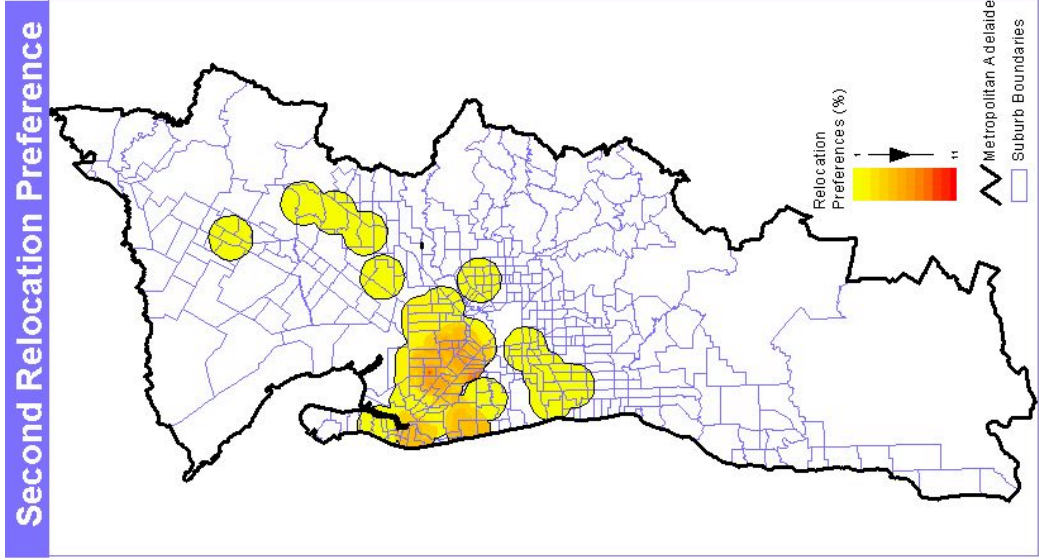 Second Relocation Preference
Relocation
Preferences (%)
1
11
Metropolitan Adelaide
Suburb Boundaries